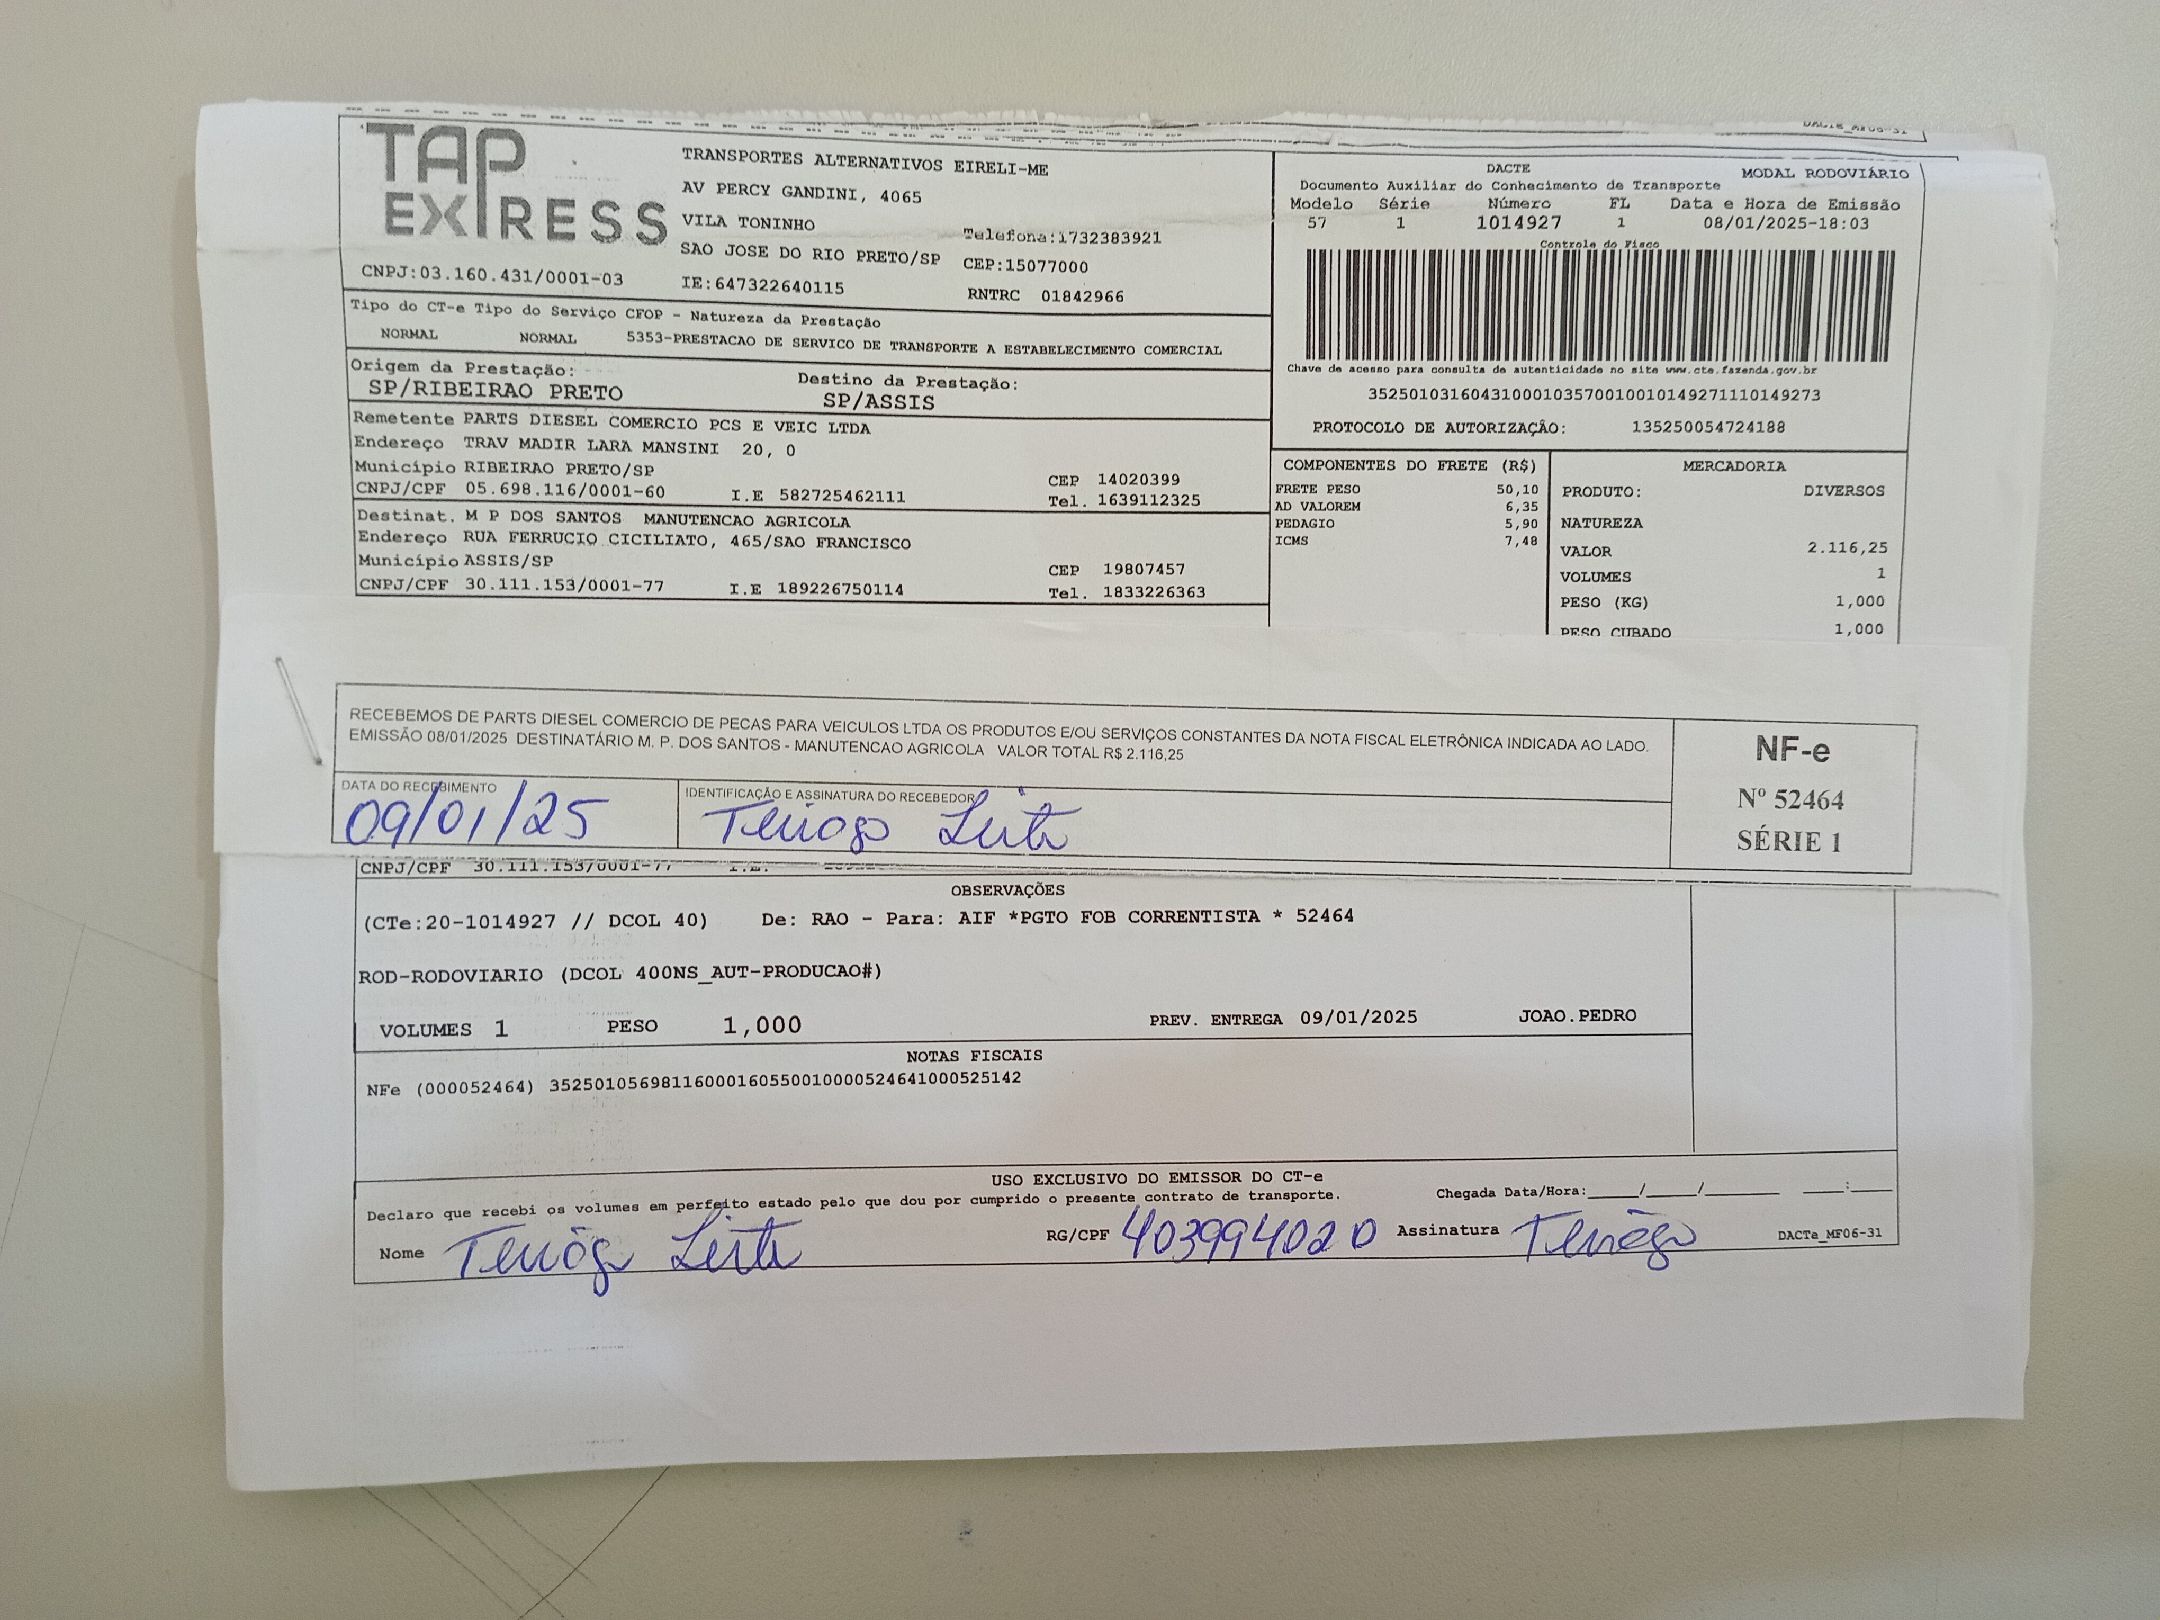 TAP
EXPRESS
TRANSPORTES ALTERNATIVOS EIRELI-ME
AV PERCY GANDINI, 4065
VILA TONINHO
Telefona:1732383921
SAO JOSE DO RIO PRETO/SP CEP:15077000
CNPJ:03.160.431/0001-03 IE:647322640115 RNTRC 01842966
DACTE MODAL RODOVIÁRIO
Documento Auxiliar do Conhecimento de Transporte
Modelo Série Número FL Data e Hora de Emissão
57 1 1014927 1 08/01/2025-18:03
Controle do Fisco
Chave de acesso para consulta de autenticidade no site www.cte.fazenda.gov.br
35250103160431000103570010010149271110149273
PROTOCOLO DE AUTORIZAÇÃO: 135250054724188
Tipo do CT-e Tipo do Serviço CFOP - Natureza da Prestação
NORMAL NORMAL 5353-PRESTACAO DE SERVICO DE TRANSPORTE A ESTABELECIMENTO COMERCIAL
Origem da Prestação: Destino da Prestação:
SP/RIBEIRAO PRETO SP/ASSIS
Remetente PARTS DIESEL COMERCIO PCS E VEIC LTDA
Endereço TRAV MADIR LARA MANSINI 20, 0
Município RIBEIRAO PRETO/SP CEP 14020399
CNPJ/CPF 05.698.116/0001-60 I.E 582725462111 Tel. 1639112325
Destinat. M P DOS SANTOS MANUTENCAO AGRICOLA
Endereço RUA FERRUCIO CICILIATO, 465/SAO FRANCISCO
Município ASSIS/SP CEP 19807457
CNPJ/CPF 30.111.153/0001-77 I.E 189226750114 Tel. 1833226363
COMPONENTES DO FRETE (R$)
FRETE PESO 50,10
AD VALOREM 6,35
PEDAGIO 5,90
ICMS 7,48
MERCADORIA
PRODUTO: DIVERSOS
NATUREZA
VALOR 2.116,25
VOLUMES 1
PESO (KG) 1,000
PESO CUBADO 1,000
RECEBEMOS DE PARTS DIESEL COMERCIO DE PECAS PARA VEICULOS LTDA OS PRODUTOS E/OU SERVIÇOS CONSTANTES DA NOTA FISCAL ELETRÔNICA INDICADA AO LADO.
EMISSÃO 08/01/2025 DESTINATÁRIO M. P. DOS SANTOS - MANUTENCAO AGRICOLA VALOR TOTAL R$ 2.116,25
DATA DO RECEBIMENTO IDENTIFICAÇÃO E ASSINATURA DO RECEBEDOR
09/01/25
NF-e
Nº 52464
SÉRIE 1
CNPJ/CPF 30.111.153/0001-77 I.E.
OBSERVAÇÕES
(CTe:20-1014927 // DCOL 40) De: RAO - Para: AIF *PGTO FOB CORRENTISTA * 52464
ROD-RODOVIARIO (DCOL 400NS_AUT-PRODUCAO#)
VOLUMES 1 PESO 1,000 PREV. ENTREGA 09/01/2025 JOAO.PEDRO
NOTAS FISCAIS
NFe (000052464) 35250105698116000160550010000524641000525142
USO EXCLUSIVO DO EMISSOR DO CT-e
Declaro que recebi os volumes em perfeito estado pelo que dou por cumprido o presente contrato de transporte. Chegada Data/Hora:____/____/______ ___:___
Nome RG/CPF 403994020 Assinatura DACTe_MF06-31